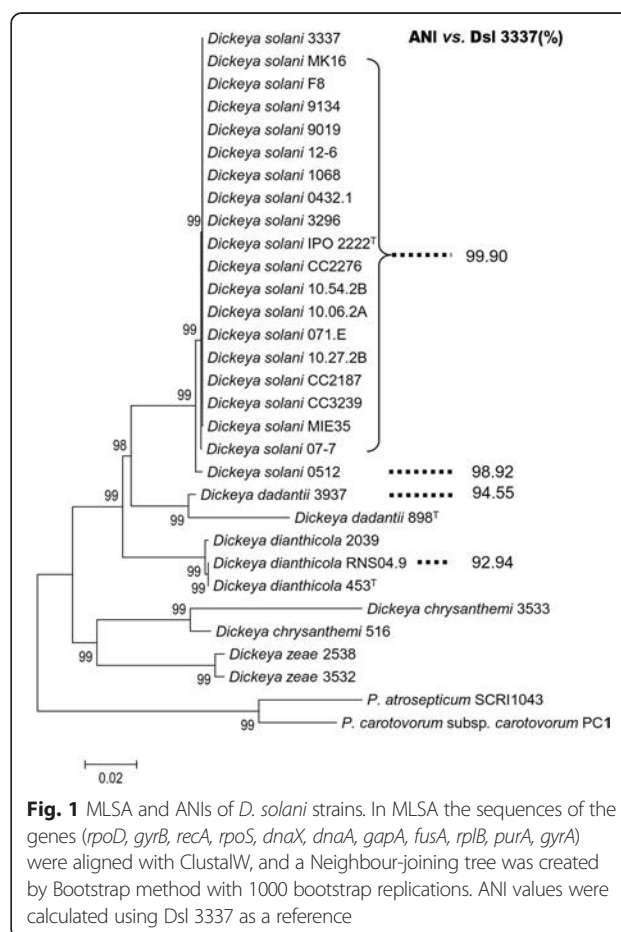 Dickeya solani 3337
ANI vs. Dsl 3337(%)
Dickeya solani MK16
Dickeya solani F8
Dickeya solani 9134
Dickeya solani 9019
Dickeya solani 12-6
Dickeya solani 1068
Dickeya solani 0432.1
99
Dickeya solani 3296
Dickeya solani IPO 2222ᵀ
99.90
Dickeya solani CC2276
Dickeya solani 10.54.2B
Dickeya solani 10.06.2A
99
Dickeya solani 071.E
Dickeya solani 10.27.2B
Dickeya solani CC2187
Dickeya solani CC3239
Dickeya solani MIE35
98
Dickeya solani 07-7
Dickeya solani 0512
98.92
99
Dickeya dadantii 3937
94.55
99
Dickeya dadantii 898ᵀ
Dickeya dianthicola 2039
99
Dickeya dianthicola RNS04.9
92.94
99
Dickeya dianthicola 453ᵀ
99
Dickeya chrysanthemi 3533
Dickeya chrysanthemi 516
99
Dickeya zeae 2538
99
Dickeya zeae 3532
P. atrosepticum SCRI1043
99
P. carotovorum subsp. carotovorum PC1
0.02
Fig. 1 MLSA and ANIs of D. solani strains. In MLSA the sequences of the
genes (rpoD, gyrB, recA, rpoS, dnaX, dnaA, gapA, fusA, rplB, purA, gyrA)
were aligned with ClustalW, and a Neighbour-joining tree was created
by Bootstrap method with 1000 bootstrap replications. ANI values were
calculated using Dsl 3337 as a reference